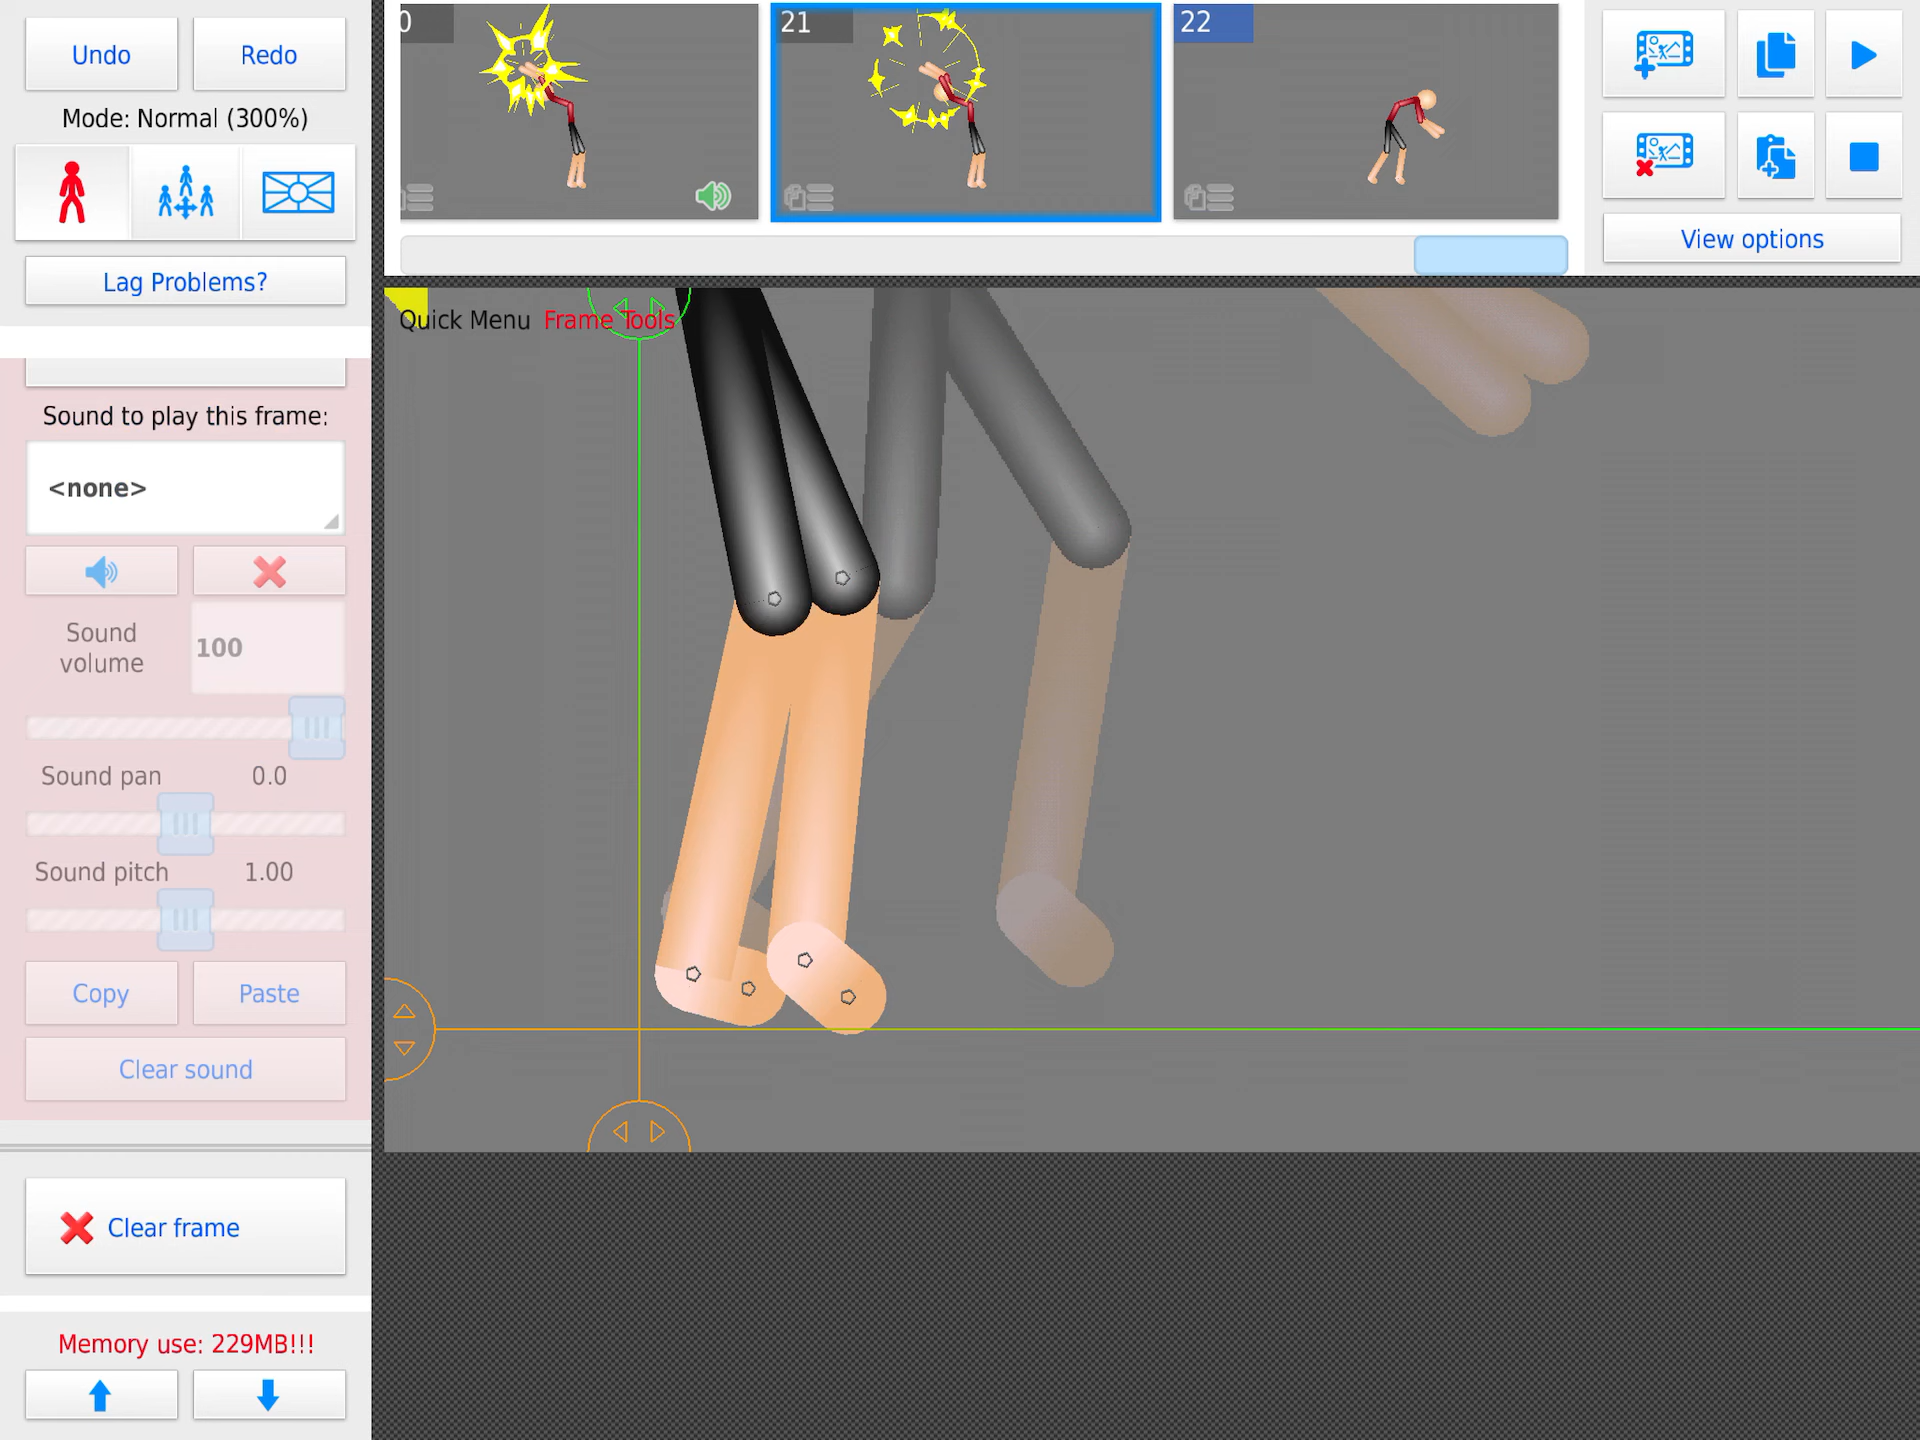 Undo
Redo
Mode: Normal (300%)
Lag Problems?
Sound to play this frame:
<none>
Sound
volume
100
Sound pan
0.0
Sound pitch
1.00
Copy
Paste
Clear sound
Clear frame
Memory use: 229MB!!!
0
21
22
View options
Quick Menu
Frame Tools